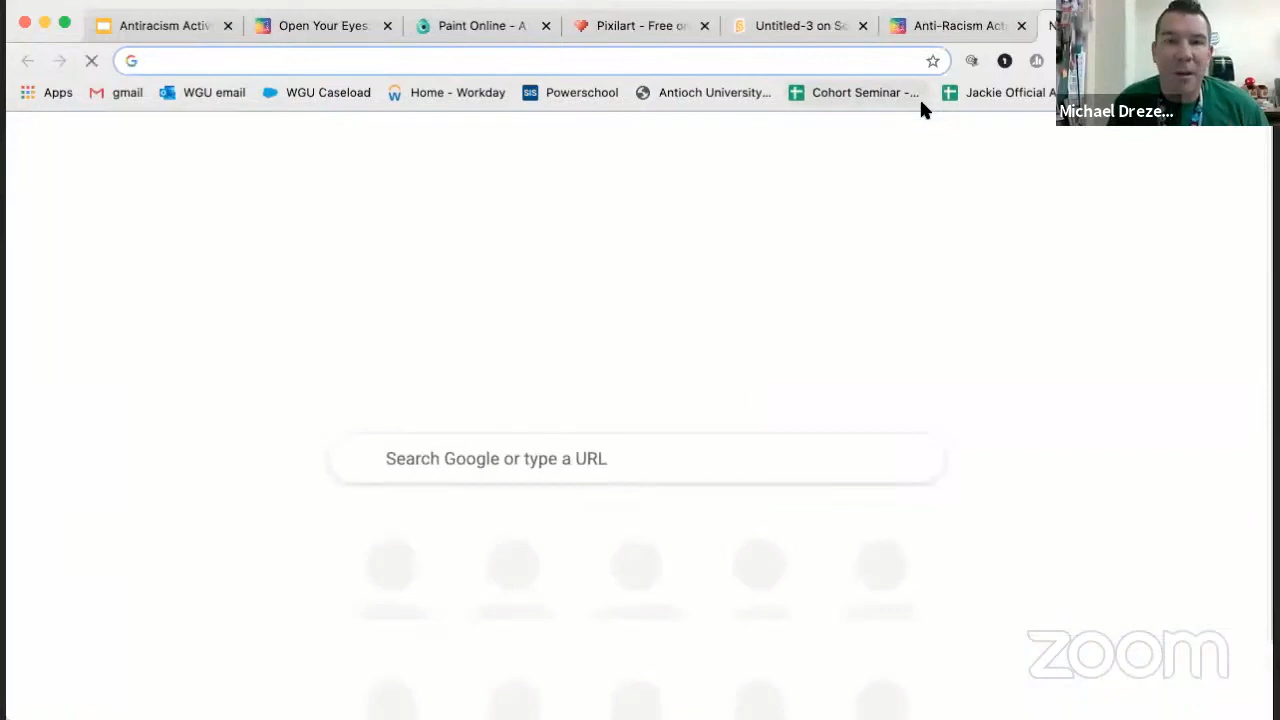 Antiracism Activ
Open Your Eyes:
Paint Online - A
Pixilart - Free or
Untitled-3 on Sc
Anti-Racism Act
Apps
gmail
WGU email
WGU Caseload
Home - Workday
SIS Powerschool
Antioch University...
Cohort Seminar -...
Jackie Official A
Michael Dreze...
Search Google or type a URL
zoom